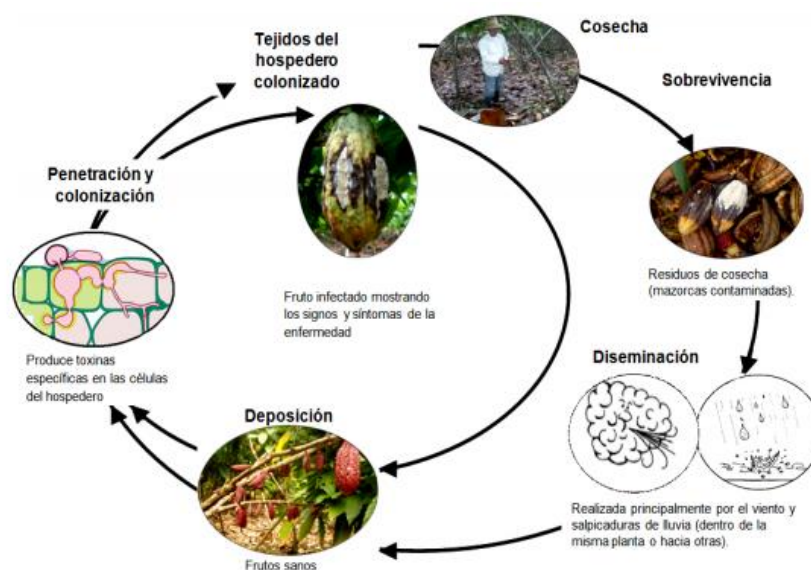 Tejidos del
hospedero
colonizado
Cosecha
Sobrevivencia
Residuos de cosecha
(mazorcas contaminadas).
Diseminación
Realizada principalmente por el viento y
salpicaduras de lluvia (dentro de la
misma planta o hacia otras).
Deposición
Frutos sanos
Penetración y
colonización
Produce toxinas
específicas en las células
del hospedero
Fruto infectado mostrando
los signos y síntomas de la
enfermedad